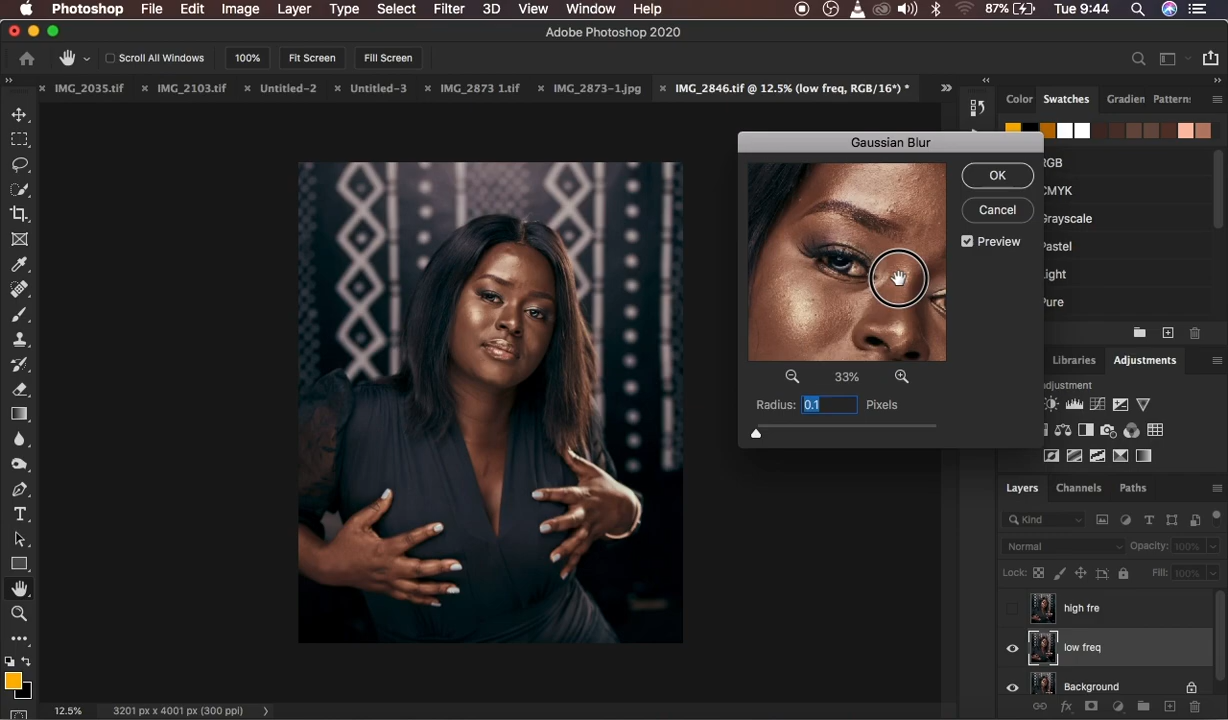 Photoshop File Edit Image Layer Type Select Filter 3D View Window Help 87% Tue 9:44
Adobe Photoshop 2020
Scroll All Windows 100% Fit Screen Fill Screen
IMG_2035.tif IMG_2103.tif Untitled-2 Untitled-3 IMG_2873 1.tif IMG_2873-1.jpg IMG_2846.tif @ 12.5% (low freq, RGB/16*) *
Color Swatches Gradien Patterns
Gaussian Blur
OK
Cancel
Preview
33%
Radius: 0.1 Pixels
RGB
CMYK
Grayscale
Pastel
Light
Pure
Libraries Adjustments
adjustment
Layers Channels Paths
Kind
Normal Opacity: 100%
Lock: Fill: 100%
high fre
low freq
Background
12.5% 3201 px x 4001 px (300 ppi)